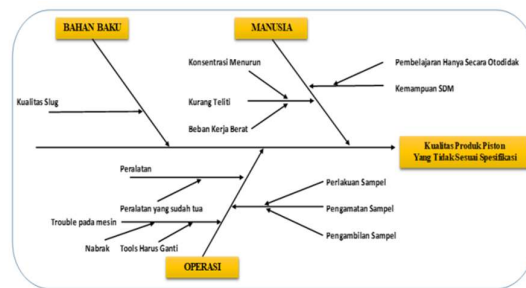 BAHAN BAKU
MANUSIA
Konsentrasi Menurun
Pembelajaran Hanya Secara Otodidak
Kualitas Slug
Kurang Teliti
Kemampuan SDM
Beban Kerja Berat
Kualitas Produk Piston
Yang Tidak Sesuai Spesifikasi
Peralatan
Perlakuan Sampel
Peralatan yang sudah tua
Pengamatan Sampel
Trouble pada mesin
Pengambilan Sampel
Nabrak
Tools Harus Ganti
OPERASI